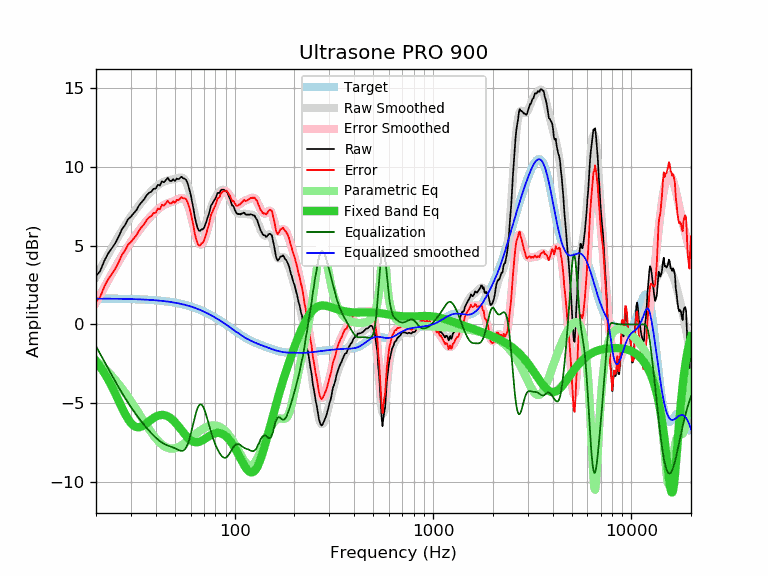 Ultrasone PRO 900
Target
Raw Smoothed
Error Smoothed
Raw
Error
Parametric Eq
Fixed Band Eq
Equalization
Equalized smoothed
15
10
5
0
−5
−10
Amplitude (dBr)
100
1000
10000
Frequency (Hz)